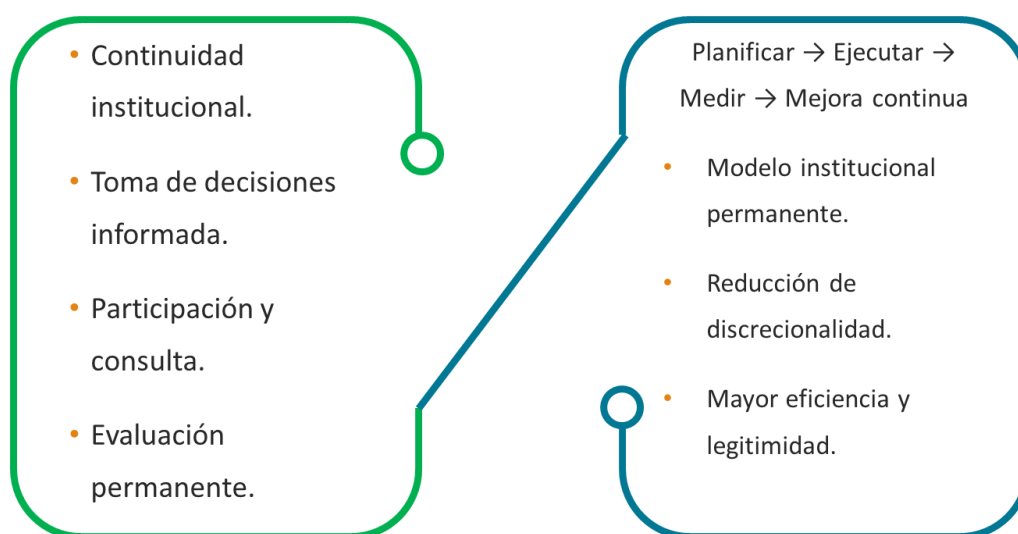 • Continuidad
institucional.
• Toma de decisiones
informada.
• Participación y
consulta.
• Evaluación
permanente.
Planificar → Ejecutar →
Medir → Mejora continua
• Modelo institucional
permanente.
• Reducción de
discrecionalidad.
• Mayor eficiencia y
legitimidad.